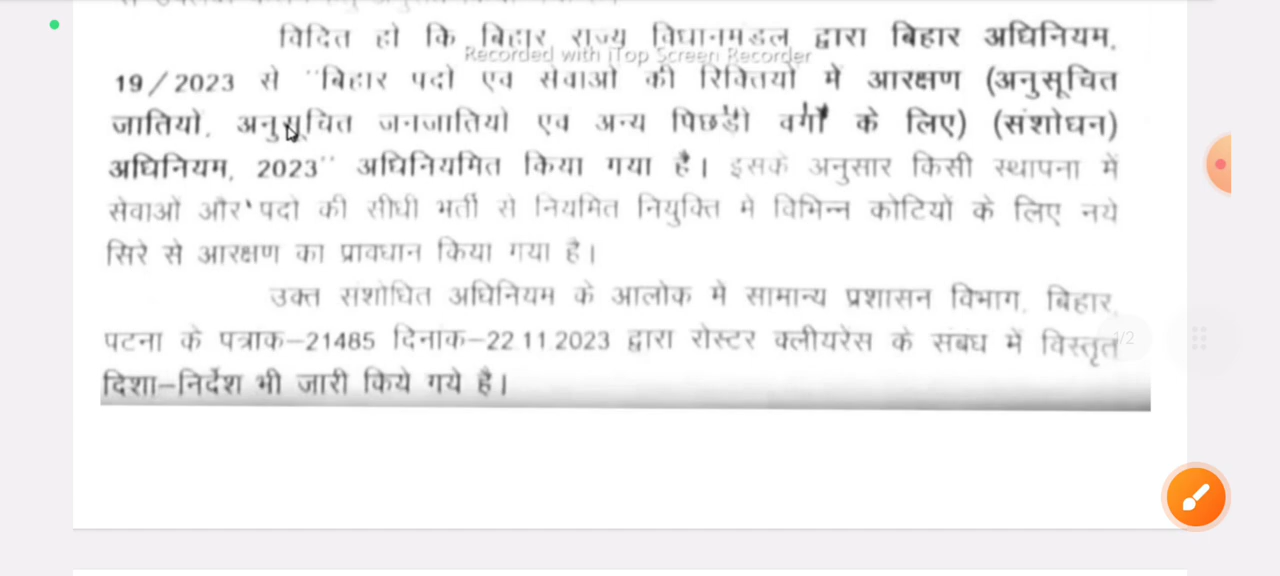 विदित हो कि बिहार राज्य विधानमंडल द्वारा बिहार अधिनियम,
Recorded with iTop Screen Recorder
19/2023 से "बिहार पदों एवं सेवाओं की रिक्तियों में आरक्षण (अनुसूचित
जातियों, अनुसूचित जनजातियों एवं अन्य पिछड़े वर्गों के लिए) (संशोधन)
अधिनियम, 2023" अधिनियमित किया गया है। इसके अनुसार किसी स्थापना में
सेवाओं और पदों की सीधी भर्ती से नियमित नियुक्ति में विभिन्न कोटियों के लिए नये
सिरे से आरक्षण का प्रावधान किया गया है।
उक्त संशोधित अधिनियम के आलोक में सामान्य प्रशासन विभाग, बिहार,
पटना के पत्रांक-21485 दिनांक-22.11.2023 द्वारा रोस्टर क्लीयरेंस के संबंध में विस्तृत
1/2
दिशा-निर्देश भी जारी किये गये है।